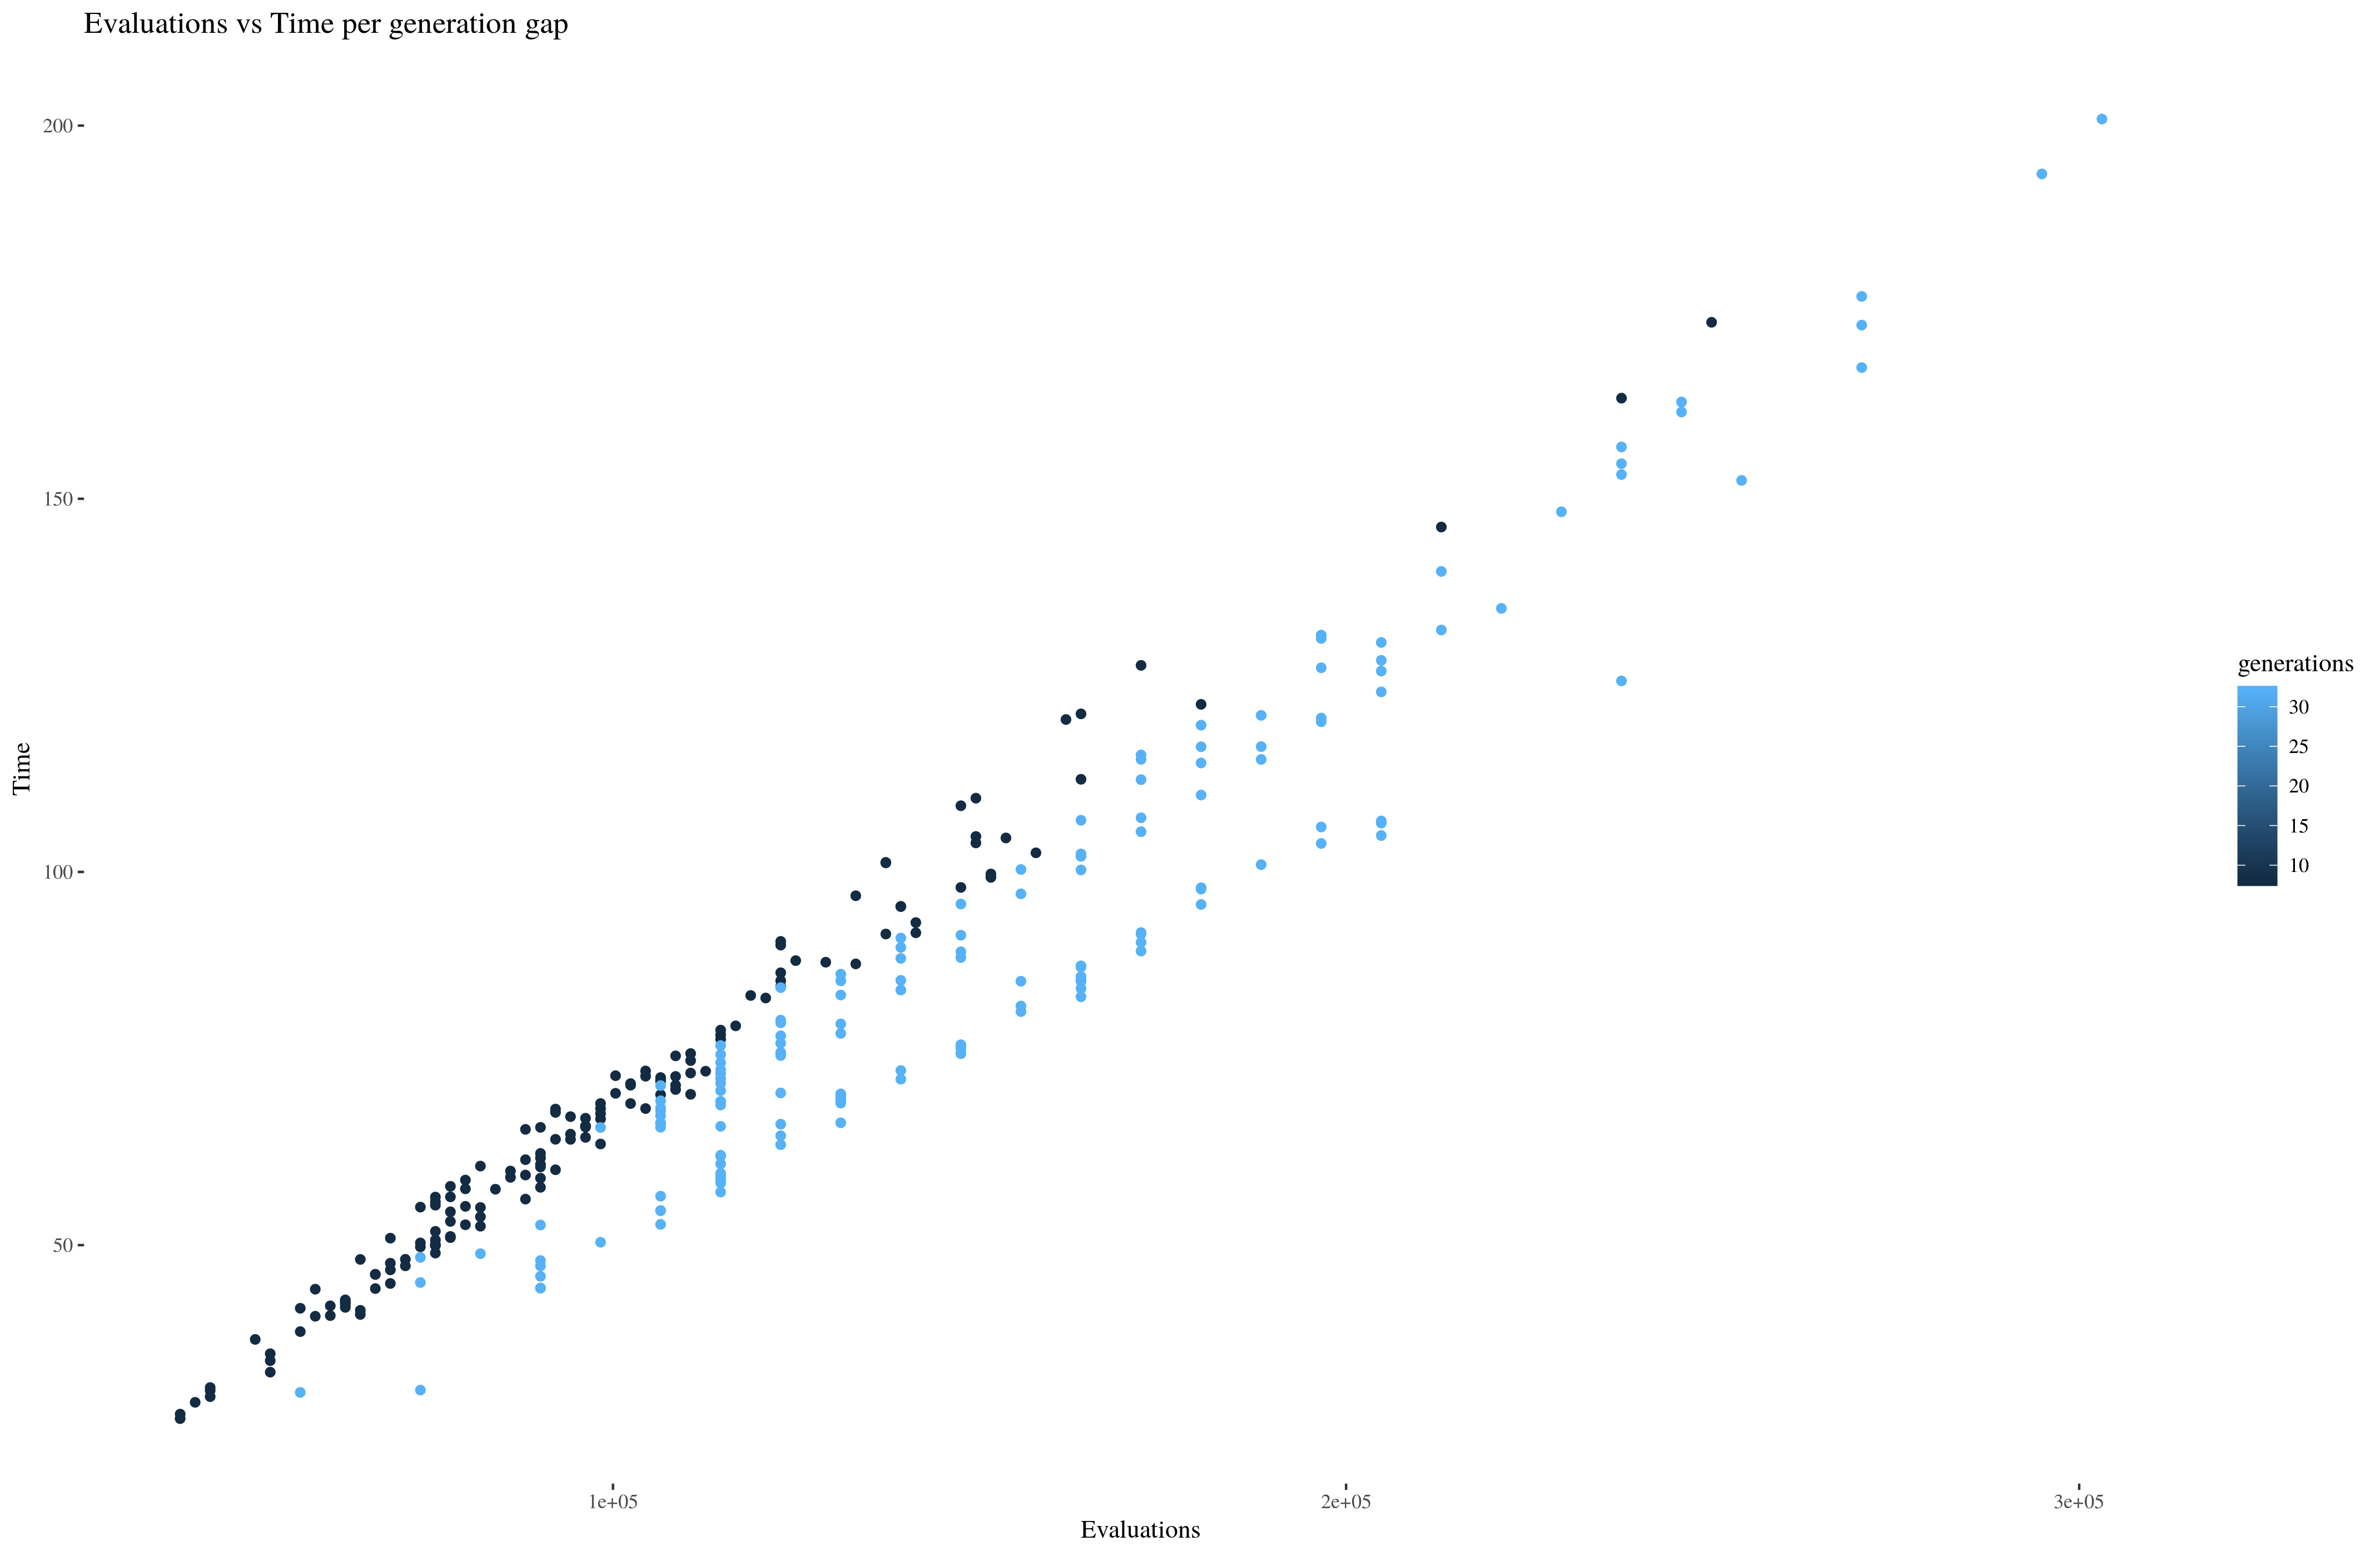 Evaluations vs Time per generation gap
200
150
100
50
Time
1e+05
2e+05
3e+05
Evaluations
generations
30
25
20
15
10